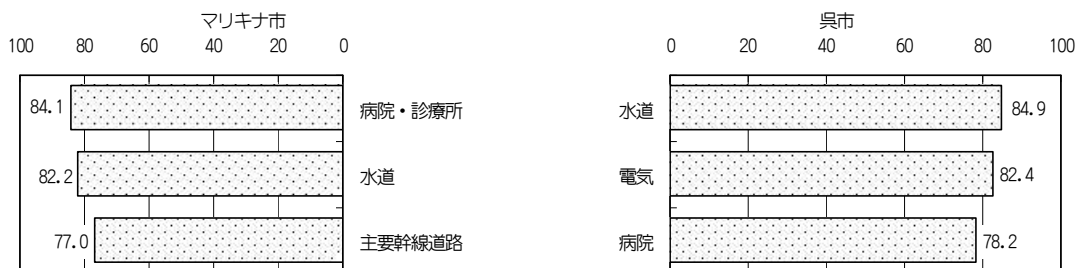 マリキナ市
100 80 60 40 20 0
84.1 病院・診療所
82.2 水道
77.0 主要幹線道路
呉市
0 20 40 60 80 100
水道 84.9
電気 82.4
病院 78.2